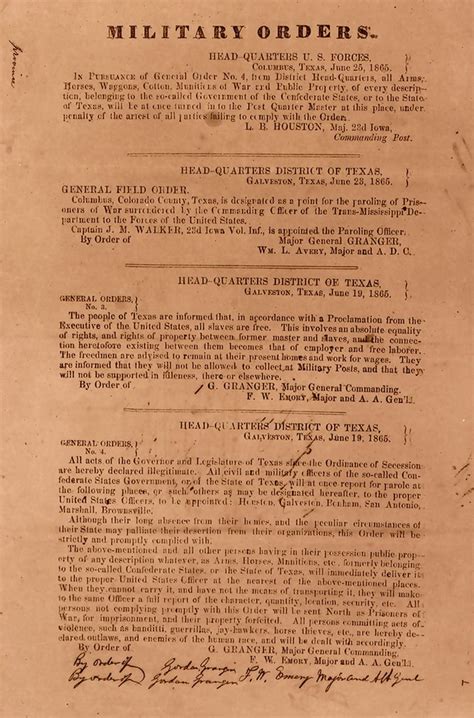 province
MILITARY ORDERS.
HEAD-QUARTERS U. S. FORCES,
COLUMBUS, TEXAS, June 25, 1865.
IN PURSUANCE of General Order No. 4, from District Head-Quarters, all Arms,
Horses, Waggons, Cotton, Munitions of War and Public Property, of every descrip-
tion, belonging to the so-called Government of the Confederate States, or to the State
of Texas, will be at once turned in to the Post Quarter Master at this place, under
penalty of the arrest of all parties failing to comply with the Order.
L. B. HOUSTON, Maj. 23d Iowa,
Commanding Post.
HEAD-QUARTERS DISTRICT OF TEXAS,
GALVESTON, TEXAS, June 23, 1865.
GENERAL FIELD ORDER.
Columbus, Colorado County, Texas, is designated as a point for the paroling of Pris-
oners of War surrendered by the Commanding Officer of the Trans-Mississippi De-
partment to the Forces of the United States.
Captain J. M. WALKER, 23d Iowa Vol. Inf., is appointed the Paroling Officer.
By Order of Major General GRANGER,
WM. L. AVERY, Major and A. D. C.
HEAD-QUARTERS DISTRICT OF TEXAS,
GALVESTON, TEXAS, June 19, 1865.
GENERAL ORDERS,
No. 3.
The people of Texas are informed that, in accordance with a Proclamation from the
Executive of the United States, all slaves are free. This involves an absolute equality
of rights, and rights of property between former master and slaves, and the connec-
tion heretofore existing between them becomes that of employer and free laborer.
The freedmen are advised to remain at their present homes and work for wages. They
are informed that they will not be allowed to collect at Military Posts, and that they
will not be supported in idleness, there or elsewhere.
By Order of G. GRANGER, Major General Commanding.
F. W. EMORY, Major and A. A. Gen'l.
HEAD-QUARTERS DISTRICT OF TEXAS,
GALVESTON, TEXAS, June 19, 1865.
GENERAL ORDERS,
No. 4.
All acts of the Governor and Legislature of Texas since the Ordinance of Secession
are hereby declared illegitimate. All civil and military officers of the so-called Con-
federate States Government, or of the State of Texas, will at once report for parole at
the following places, or such others as may be designated hereafter, to the proper
United States Officers, to be appointed: Houston, Galveston, Bonham, San Antonio,
Marshall, Brownsville.
Although their long absence from their homes, and the peculiar circumstances of
their State may palliate their desertion from their organizations, this Order will be
strictly and promptly complied with.
The above-mentioned and all other persons having in their possession public prop-
erty of any description whatever, as Arms, Horses, Munitions, etc., formerly belonging
to the so-called Confederate States, or the State of Texas, will immediately deliver it
to the proper United States Officer at the nearest of the above-mentioned places.
When they cannot carry it, and have not the means of transporting it, they will make
to the same Officer a full report of the character, quantity, location, security, etc. All
persons not complying promptly with this Order will be sent North as Prisoners of
War, for imprisonment, and their property forfeited. All persons committing acts of
violence, such as banditti, guerrillas, jay-hawkers, horse thieves, etc., are hereby de-
clared outlaws, and enemies of the human race, and will be dealt with accordingly.
By Order of G. GRANGER, Major General Commanding.
F. W. EMORY, Major and A. A. Gen'l.
By order of Gordon Granger
By order of Gordon Granger F. W. Emery Major and A A Genl